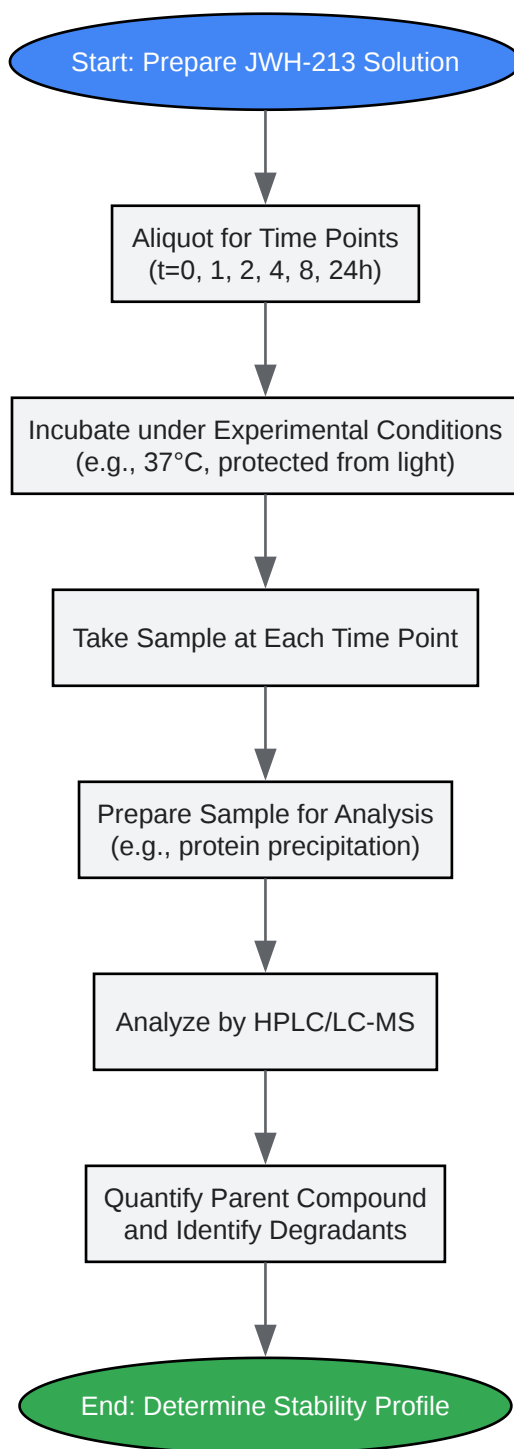 Start: Prepare JWH-213 Solution
Aliquot for Time Points
(t=0, 1, 2, 4, 8, 24h)
Incubate under Experimental Conditions
(e.g., 37°C, protected from light)
Take Sample at Each Time Point
Prepare Sample for Analysis
(e.g., protein precipitation)
Analyze by HPLC/LC-MS
Quantify Parent Compound
and Identify Degradants
End: Determine Stability Profile